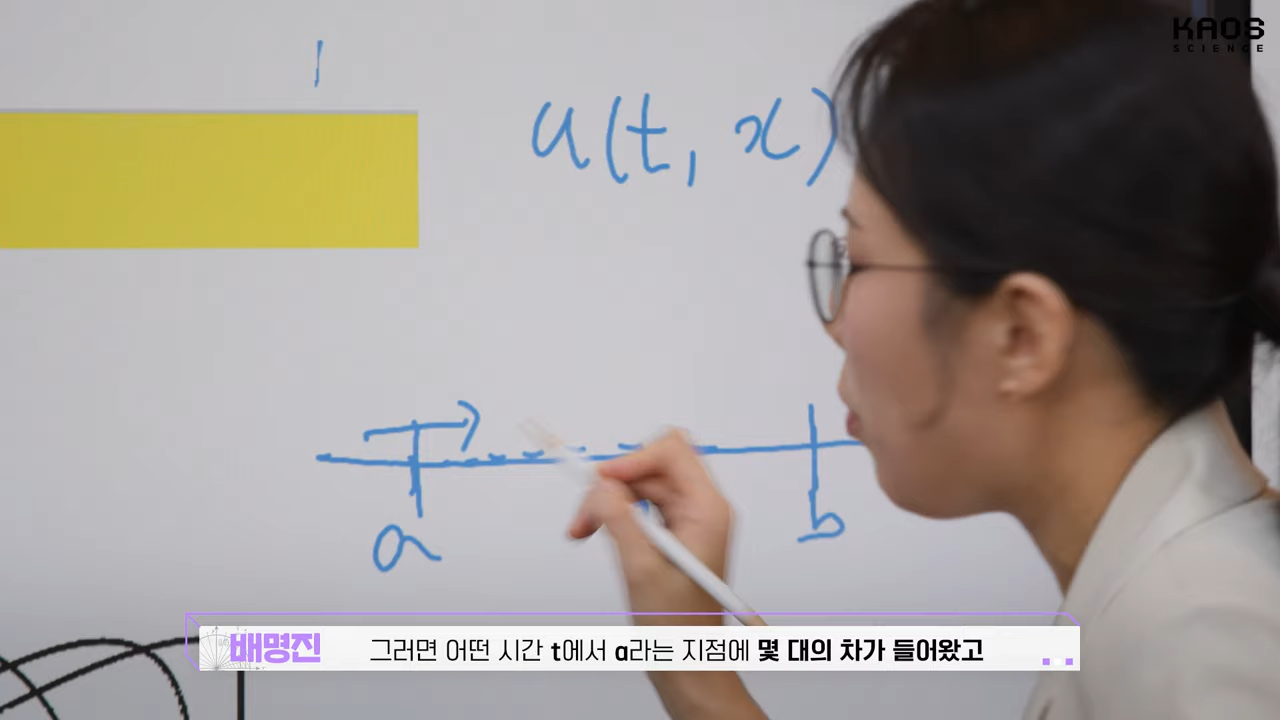 KAOS
SCIENCE
u(t, x)
a
b
배명진
그러면 어떤 시간 t에서 a라는 지점에 몇 대의 차가 들어왔고